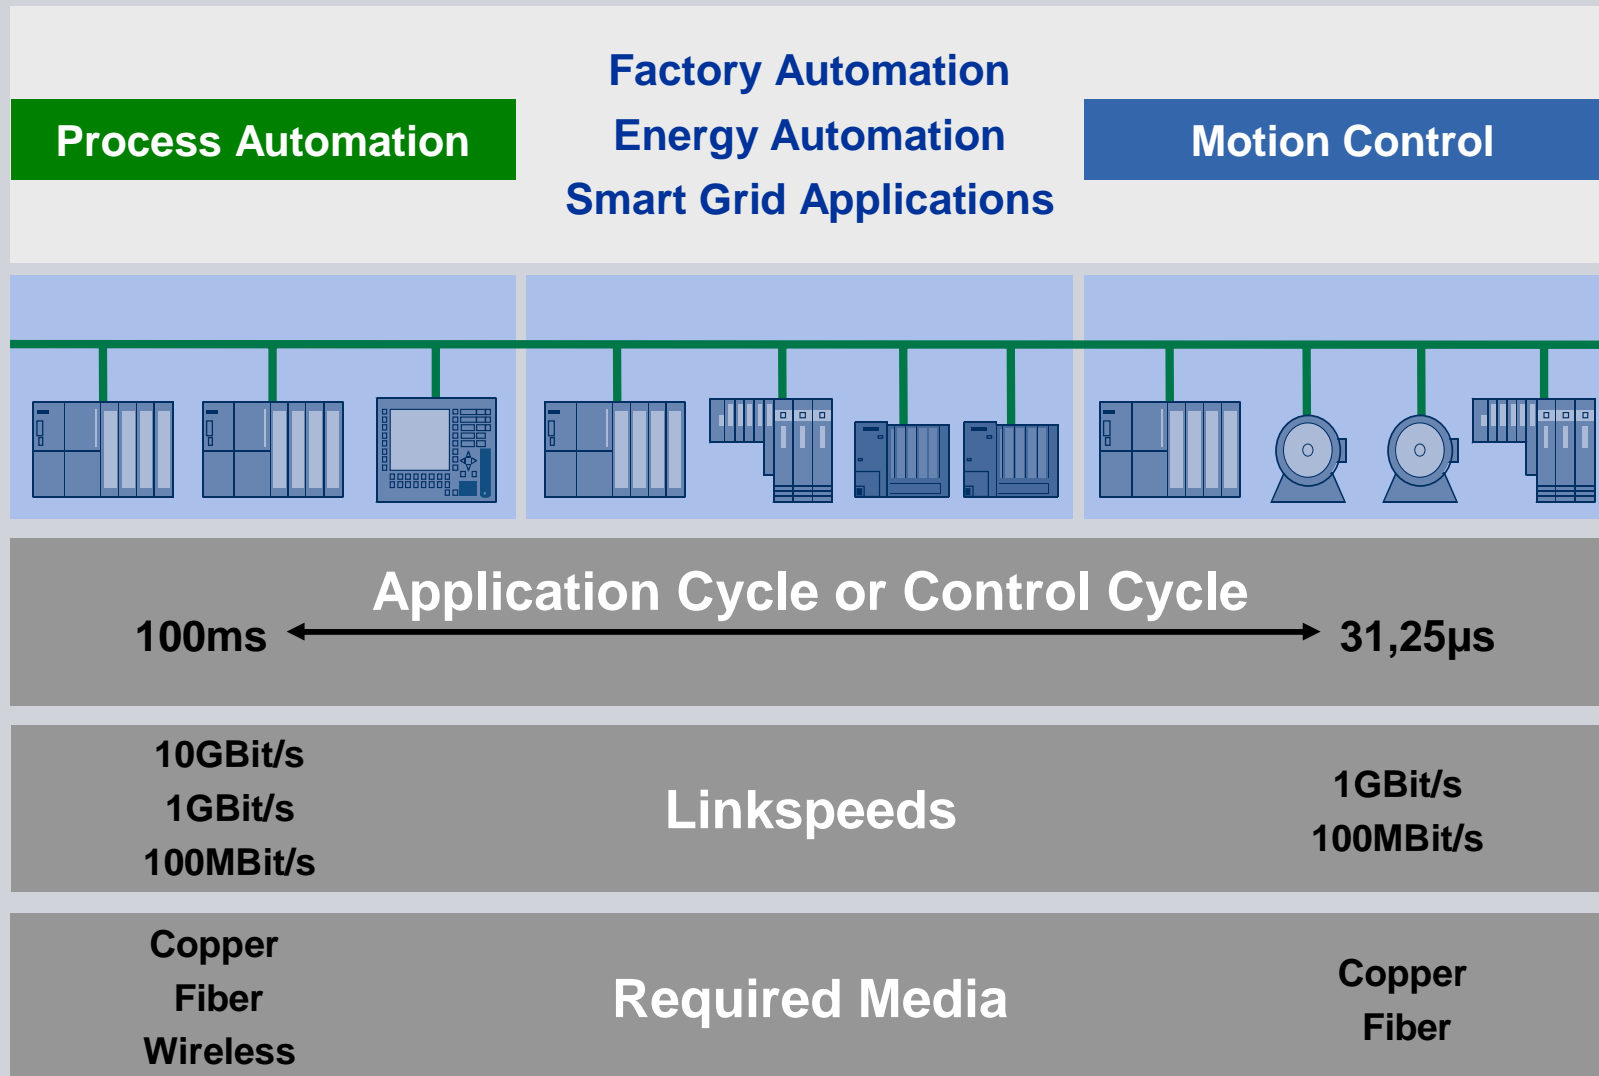 Factory Automation
Process Automation
Energy Automation
Motion Control
Smart Grid Applications
Application Cycle or Control Cycle
100ms
31,25µs
10GBit/s
1GBit/s
100MBit/s
Linkspeeds
1GBit/s
100MBit/s
Copper
Fiber
Wireless
Required Media
Copper
Fiber